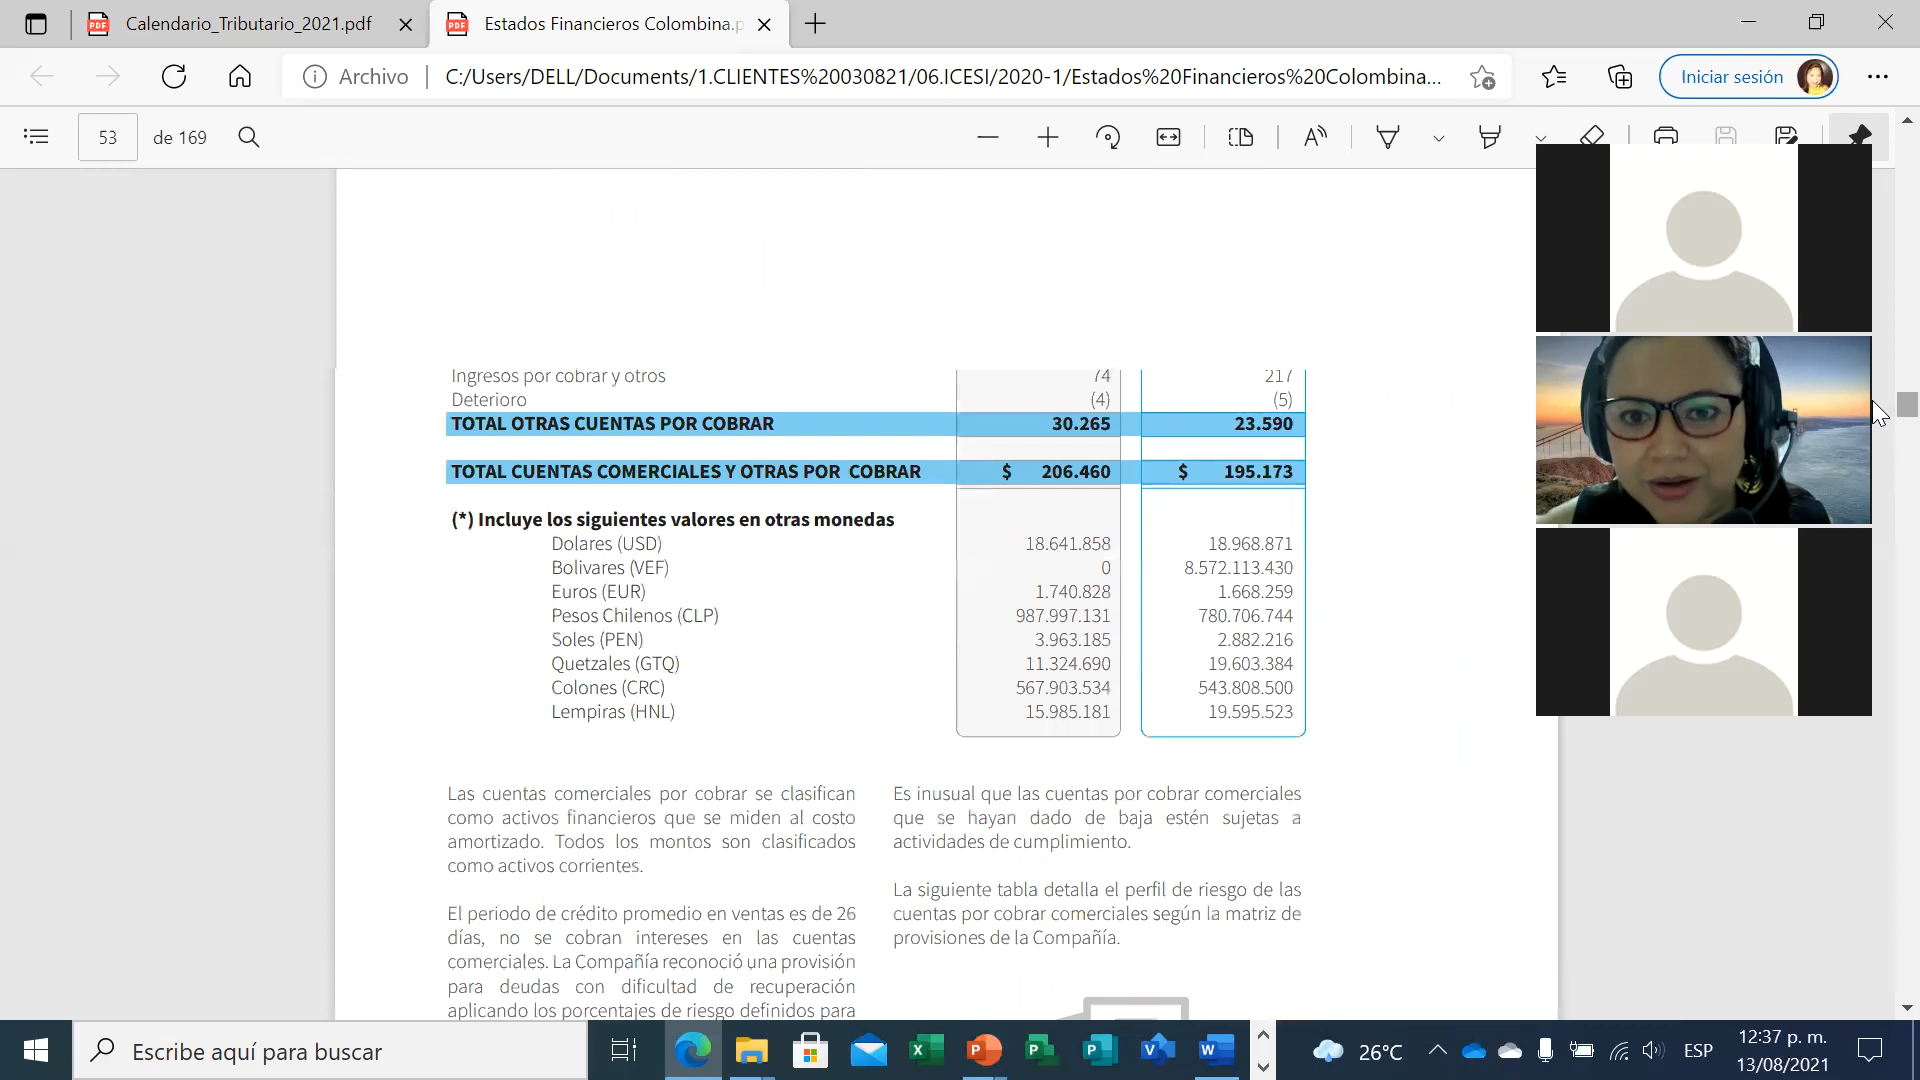 Calendario_Tributario_2021.pdf
Estados Financieros Colombina.p
Archivo
C:/Users/DELL/Documents/1.CLIENTES%20030821/06.ICESI/2020-1/Estados%20Financieros%20Colombina...
Iniciar sesión
53 de 169
Ingresos por cobrar y otros 74 217
Deterioro (4) (5)
TOTAL OTRAS CUENTAS POR COBRAR 30.265 23.590
TOTAL CUENTAS COMERCIALES Y OTRAS POR COBRAR $ 206.460 $ 195.173
(*) Incluye los siguientes valores en otras monedas
Dolares (USD) 18.641.858 18.968.871
Bolivares (VEF) 0 8.572.113.430
Euros (EUR) 1.740.828 1.668.259
Pesos Chilenos (CLP) 987.997.131 780.706.744
Soles (PEN) 3.963.185 2.882.216
Quetzales (GTQ) 11.324.690 19.603.384
Colones (CRC) 567.903.534 543.808.500
Lempiras (HNL) 15.985.181 19.595.523
Las cuentas comerciales por cobrar se clasifican
como activos financieros que se miden al costo
amortizado. Todos los montos son clasificados
como activos corrientes.
El periodo de crédito promedio en ventas es de 26
días, no se cobran intereses en las cuentas
comerciales. La Compañía reconoció una provisión
para deudas con dificultad de recuperación
aplicando los porcentajes de riesgo definidos para
Es inusual que las cuentas por cobrar comerciales
que se hayan dado de baja estén sujetas a
actividades de cumplimiento.
La siguiente tabla detalla el perfil de riesgo de las
cuentas por cobrar comerciales según la matriz de
provisiones de la Compañía.
Escribe aquí para buscar
26°C
ESP
12:37 p. m.
13/08/2021